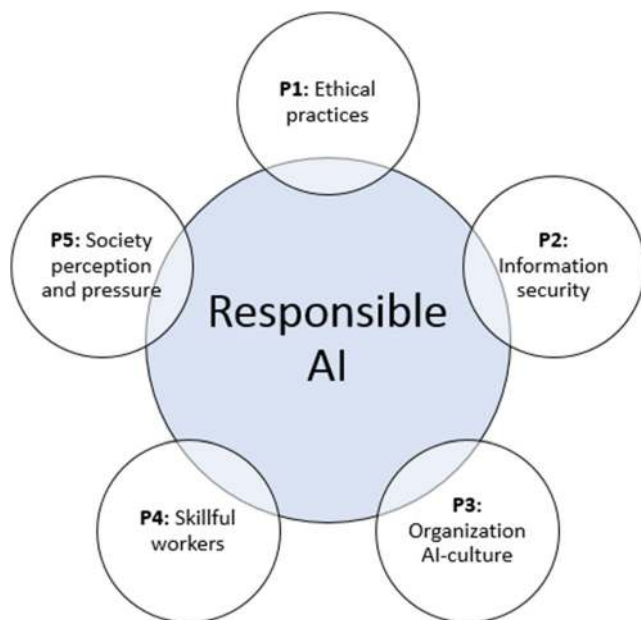 P1: Ethical
practices
P5: Society
perception
and pressure
P2:
Information
security
Responsible
AI
P4: Skillful
workers
P3:
Organization
AI-culture